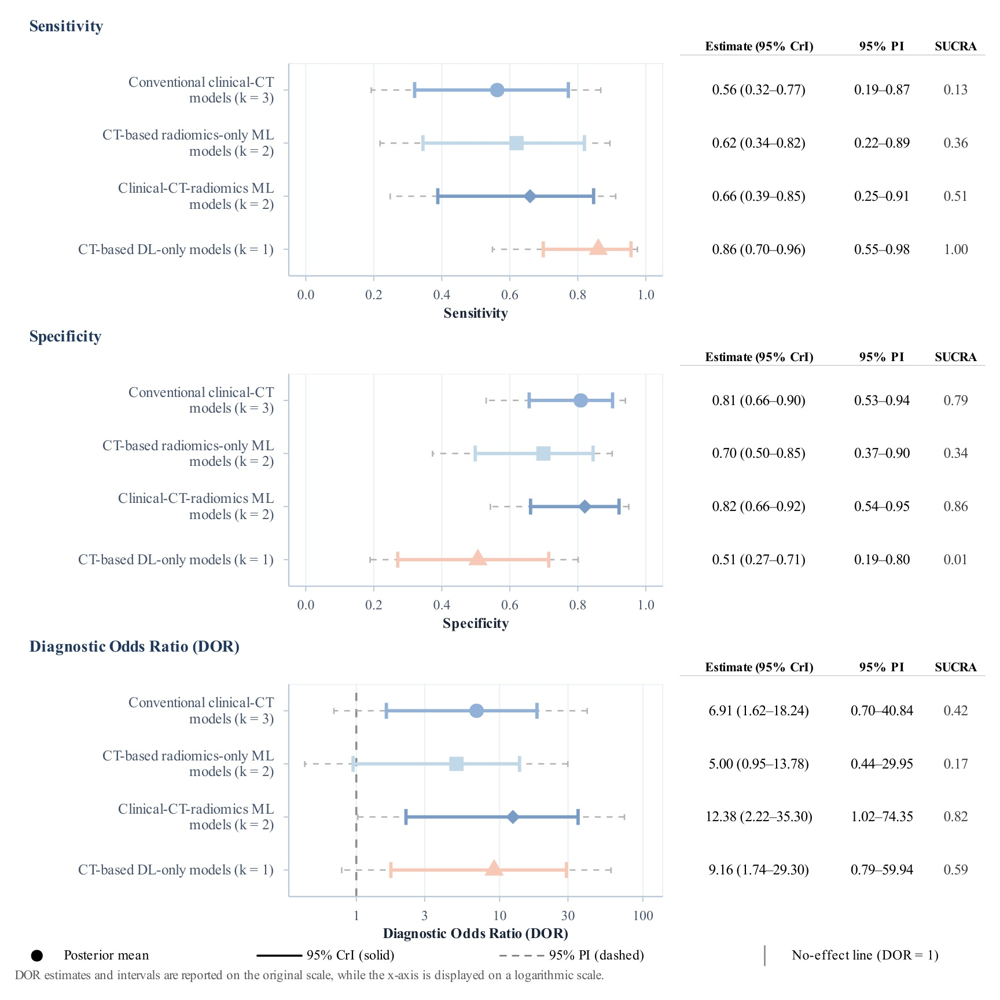 Sensitivity
Estimate (95% CrI) 95% PI SUCRA
Conventional clinical-CT
models (k = 3) 0.56 (0.32–0.77) 0.19–0.87 0.13
CT-based radiomics-only ML
models (k = 2) 0.62 (0.34–0.82) 0.22–0.89 0.36
Clinical-CT-radiomics ML
models (k = 2) 0.66 (0.39–0.85) 0.25–0.91 0.51
CT-based DL-only models (k = 1) 0.86 (0.70–0.96) 0.55–0.98 1.00
0.0 0.2 0.4 0.6 0.8 1.0
Sensitivity
Specificity
Estimate (95% CrI) 95% PI SUCRA
Conventional clinical-CT
models (k = 3) 0.81 (0.66–0.90) 0.53–0.94 0.79
CT-based radiomics-only ML
models (k = 2) 0.70 (0.50–0.85) 0.37–0.90 0.34
Clinical-CT-radiomics ML
models (k = 2) 0.82 (0.66–0.92) 0.54–0.95 0.86
CT-based DL-only models (k = 1) 0.51 (0.27–0.71) 0.19–0.80 0.01
0.0 0.2 0.4 0.6 0.8 1.0
Specificity
Diagnostic Odds Ratio (DOR)
Estimate (95% CrI) 95% PI SUCRA
Conventional clinical-CT
models (k = 3) 6.91 (1.62–18.24) 0.70–40.84 0.42
CT-based radiomics-only ML
models (k = 2) 5.00 (0.95–13.78) 0.44–29.95 0.17
Clinical-CT-radiomics ML
models (k = 2) 12.38 (2.22–35.30) 1.02–74.35 0.82
CT-based DL-only models (k = 1) 9.16 (1.74–29.30) 0.79–59.94 0.59
1 3 10 30 100
Diagnostic Odds Ratio (DOR)
Posterior mean 95% CrI (solid) 95% PI (dashed) No-effect line (DOR = 1)
DOR estimates and intervals are reported on the original scale, while the x-axis is displayed on a logarithmic scale.